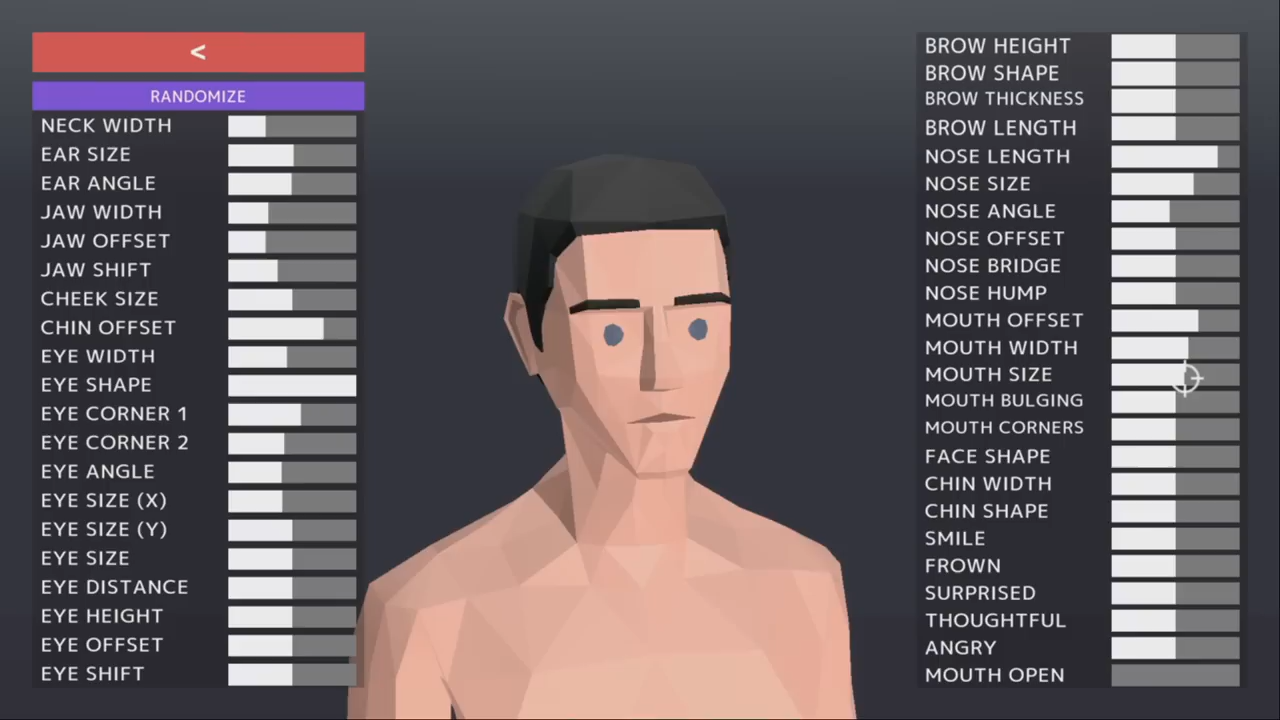 <
RANDOMIZE
NECK WIDTH
EAR SIZE
EAR ANGLE
JAW WIDTH
JAW OFFSET
JAW SHIFT
CHEEK SIZE
CHIN OFFSET
EYE WIDTH
EYE SHAPE
EYE CORNER 1
EYE CORNER 2
EYE ANGLE
EYE SIZE (X)
EYE SIZE (Y)
EYE SIZE
EYE DISTANCE
EYE HEIGHT
EYE OFFSET
EYE SHIFT
BROW HEIGHT
BROW SHAPE
BROW THICKNESS
BROW LENGTH
NOSE LENGTH
NOSE SIZE
NOSE ANGLE
NOSE OFFSET
NOSE BRIDGE
NOSE HUMP
MOUTH OFFSET
MOUTH WIDTH
MOUTH SIZE
MOUTH BULGING
MOUTH CORNERS
FACE SHAPE
CHIN WIDTH
CHIN SHAPE
SMILE
FROWN
SURPRISED
THOUGHTFUL
ANGRY
MOUTH OPEN